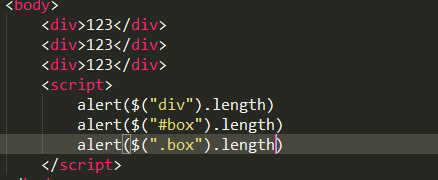 <body>
<div>123</div>
<div>123</div>
<div>123</div>
<script>
alert($("div").length)
alert($("#box").length)
alert($(".box").length)
</script>